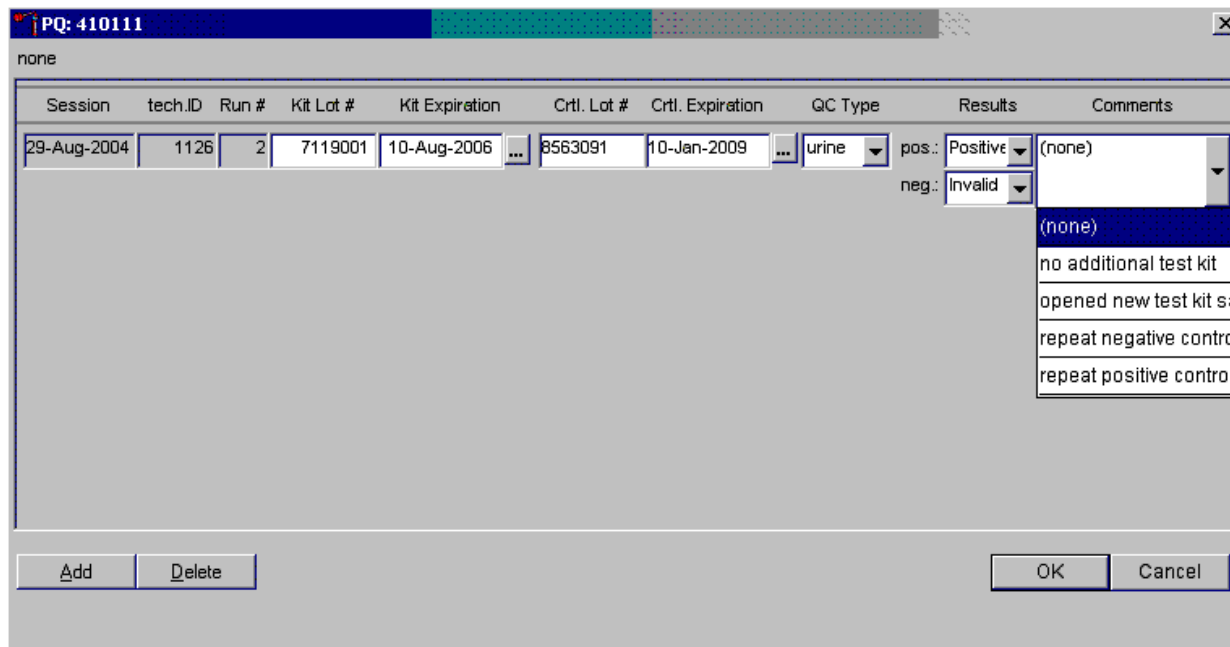 PQ: 410111
none
Session tech.ID Run # Kit Lot # Kit Expiration Crtl. Lot # Crtl. Expiration QC Type Results Comments
29-Aug-2004 1126 2 7119001 10-Aug-2006 ... 8563091 10-Jan-2009 ... urine pos.: Positive (none)
neg.: Invalid
(none)
no additional test kit
opened new test kit sa
repeat negative contro
repeat positive contro
Add Delete OK Cancel